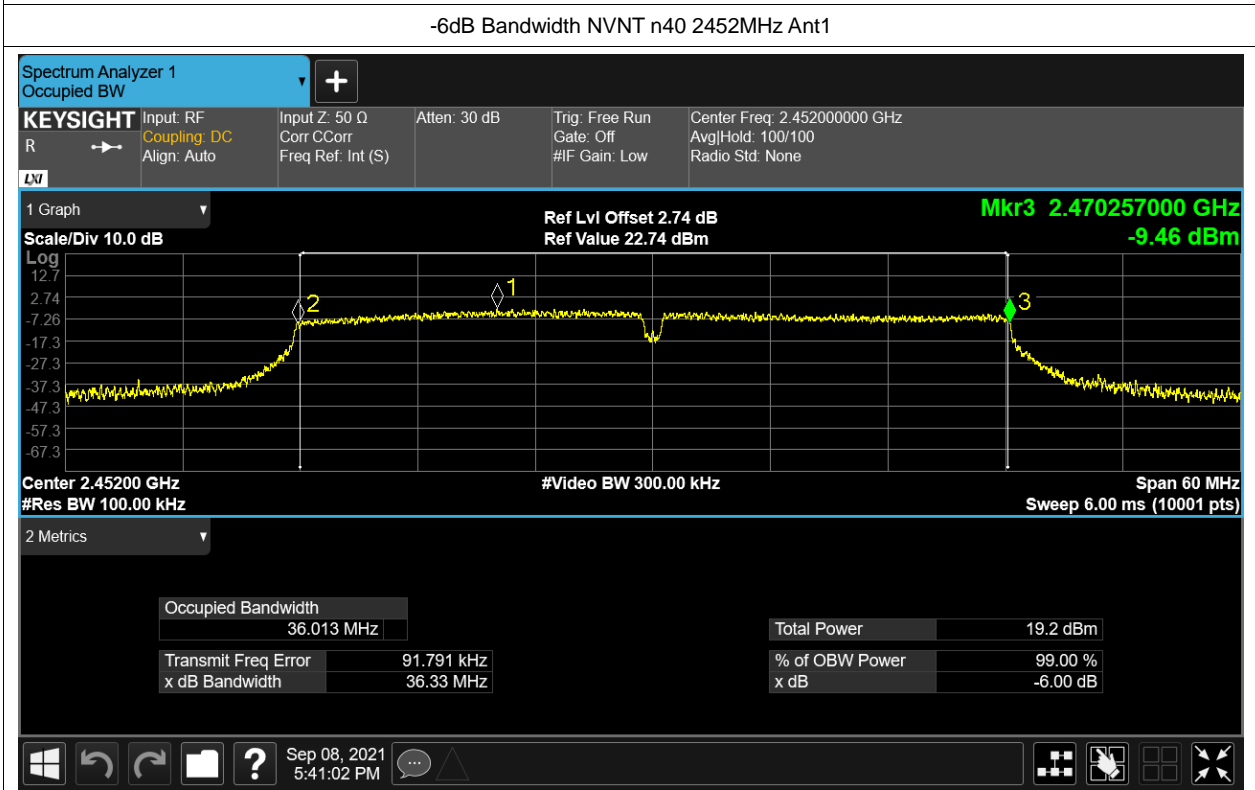 -6dB Bandwidth NVNT n40 2452MHz Ant1
Spectrum Analyzer 1
Occupied BW
+
KEYSIGHT
R
LXI
Input: RF
Coupling: DC
Align: Auto
Input Z: 50 Ω
Corr CCorr
Freq Ref: Int (S)
Atten: 30 dB
Trig: Free Run
Gate: Off
#IF Gain: Low
Center Freq: 2.452000000 GHz
Avg|Hold: 100/100
Radio Std: None
1 Graph
Scale/Div 10.0 dB
Ref Lvl Offset 2.74 dB
Ref Value 22.74 dBm
Mkr3 2.470257000 GHz
-9.46 dBm
Log
12.7
2.74
-7.26
-17.3
-27.3
-37.3
-47.3
-57.3
-67.3
2
1
3
Center 2.45200 GHz
#Res BW 100.00 kHz
#Video BW 300.00 kHz
Span 60 MHz
Sweep 6.00 ms (10001 pts)
2 Metrics
Occupied Bandwidth
36.013 MHz
Transmit Freq Error 91.791 kHz
x dB Bandwidth 36.33 MHz
Total Power 19.2 dBm
% of OBW Power 99.00 %
x dB -6.00 dB
?
Sep 08, 2021
5:41:02 PM